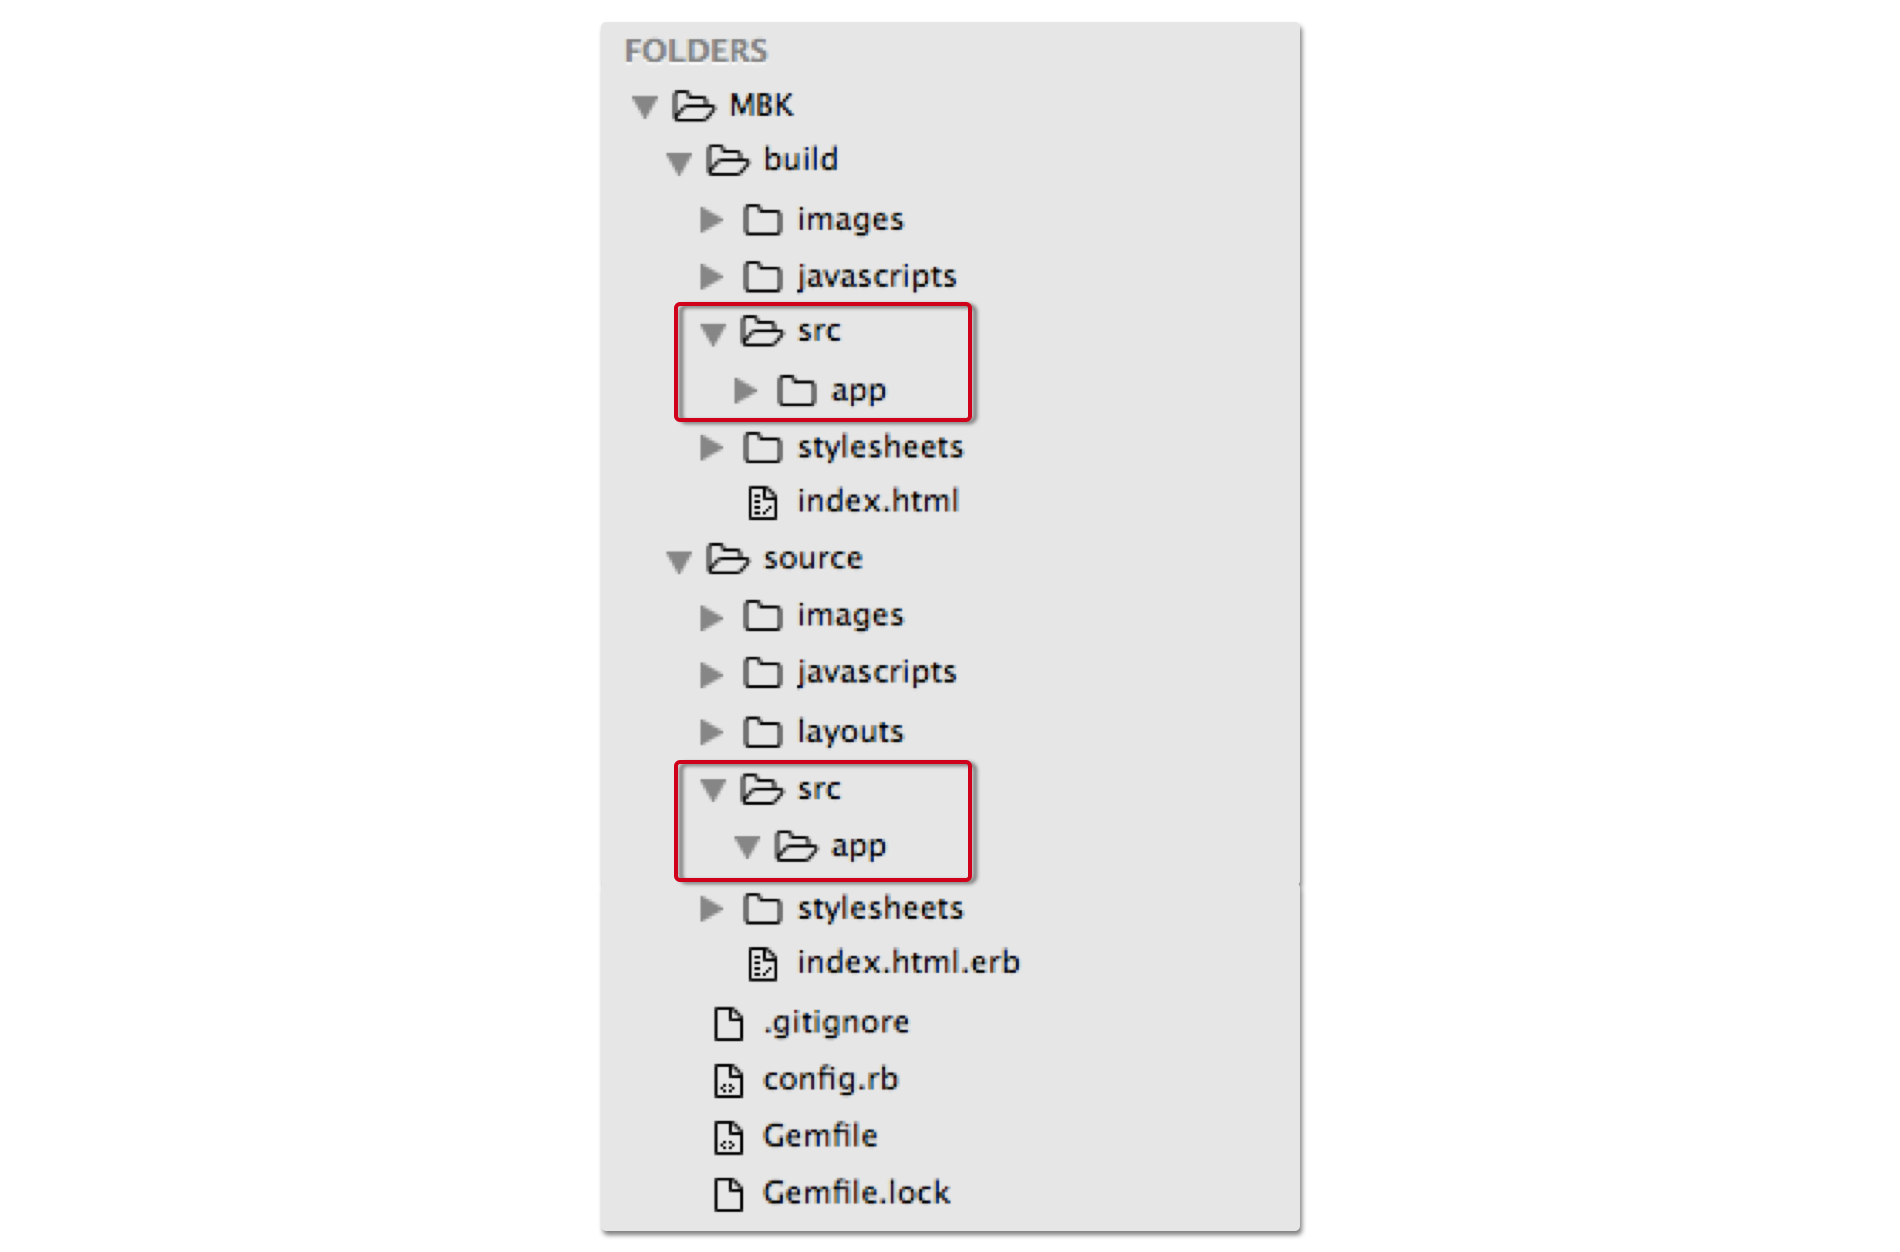 FOLDERS
MBK
build
images
javascripts
src
app
stylesheets
index.html
source
images
javascripts
layouts
src
app
stylesheets
index.html.erb
.gitignore
config.rb
Gemfile
Gemfile.lock